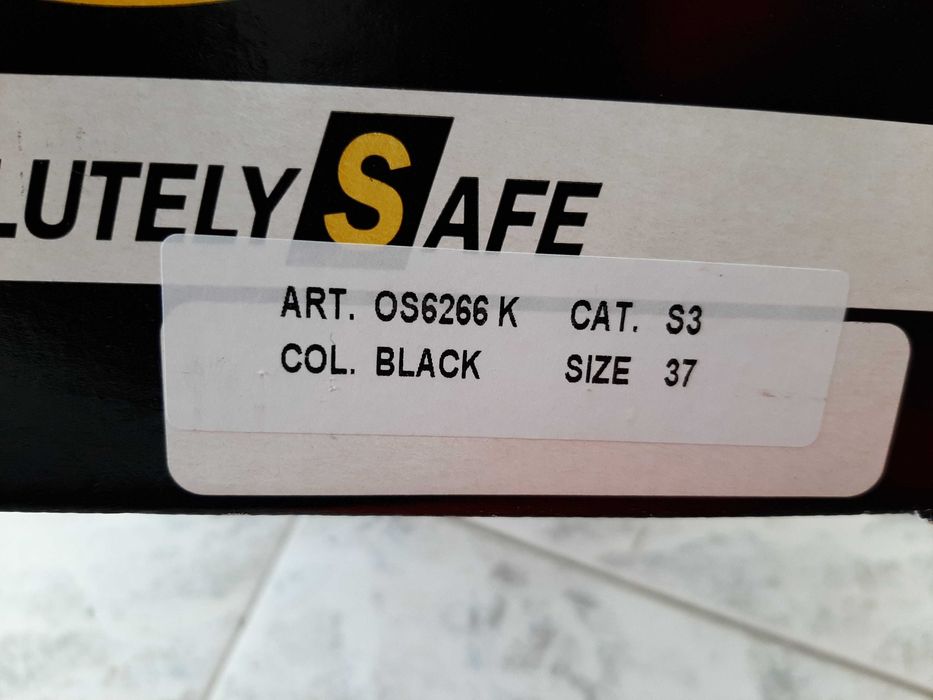 LUTELY SAFE
ART. OS6266 K CAT. S3
COL. BLACK SIZE 37